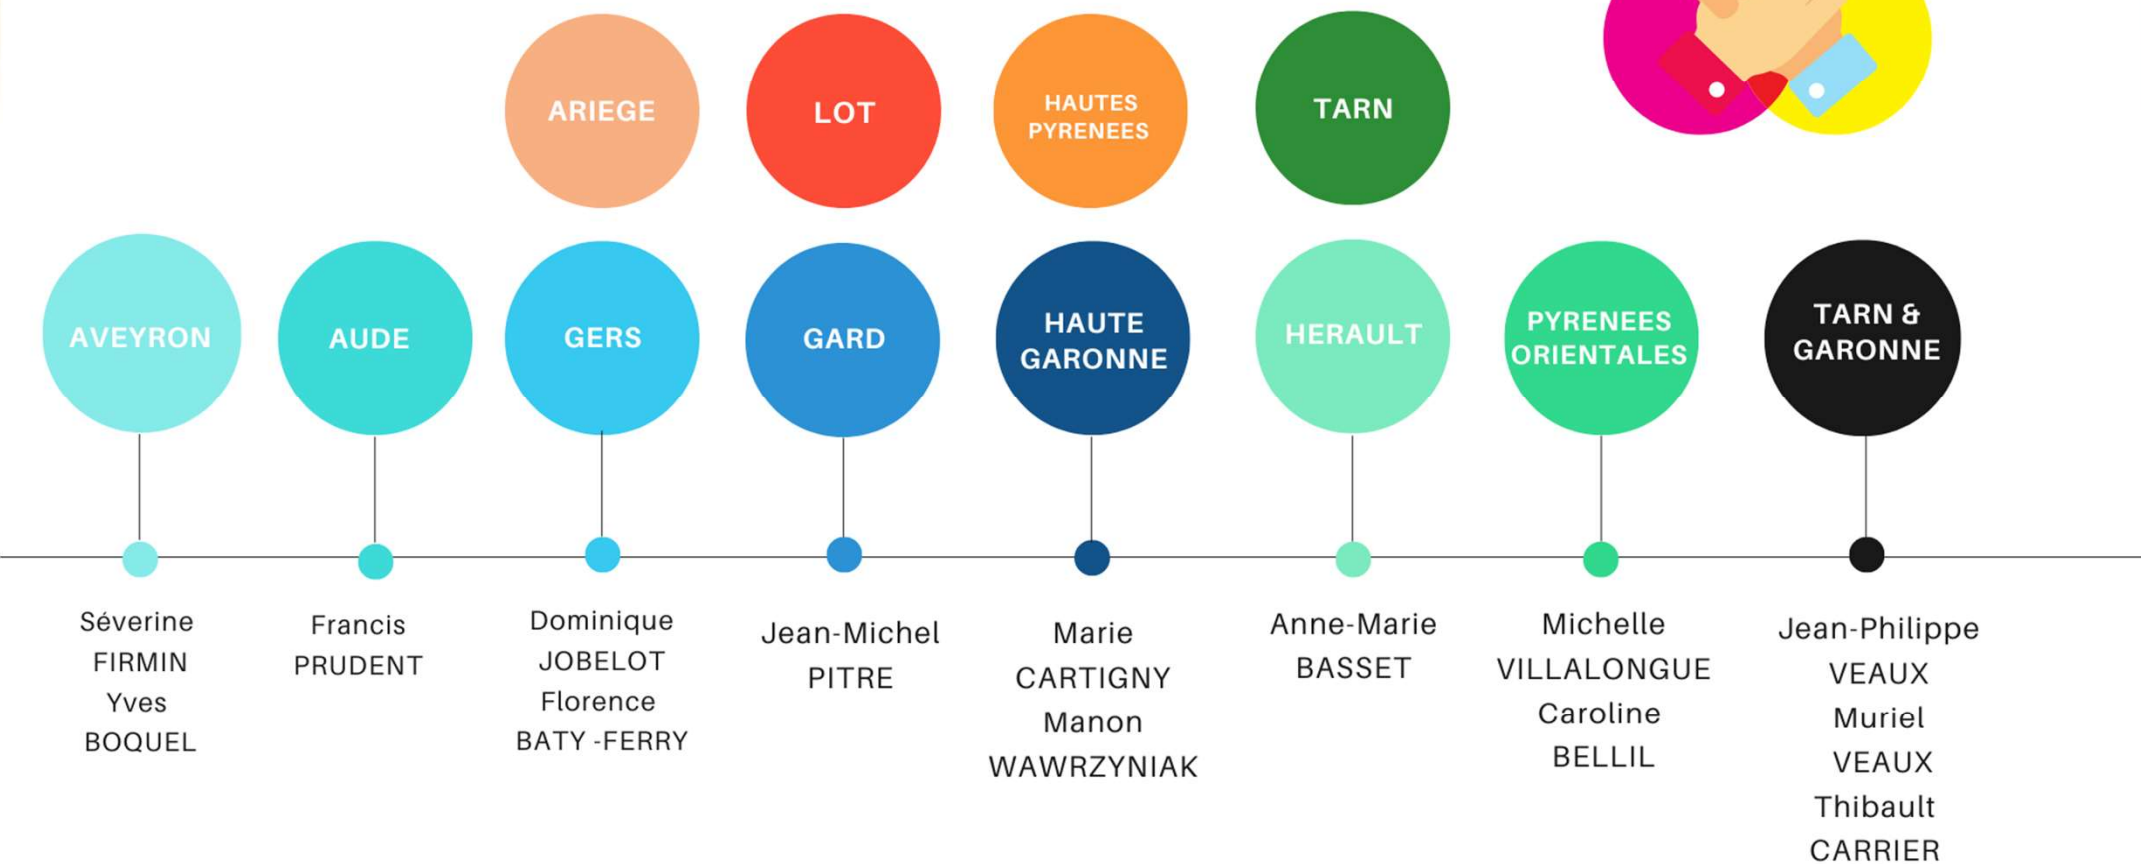 ARIEGE
LOT
HAUTES
PYRENEES
TARN
AVEYRON
AUDE
GERS
GARD
HAUTE
GARONNE
HERAULT
PYRENEES
ORIENTALES
TARN &
GARONNE
Séverine
FIRMIN
Yves
BOQUEL
Francis
PRUDENT
Dominique
JOBELOT
Florence
BATY -FERRY
Jean-Michel
PITRE
Marie
CARTIGNY
Manon
WAWRZYNIAK
Anne-Marie
BASSET
Michelle
VILLALONGUE
Caroline
BELLIL
Jean-Philippe
VEAUX
Muriel
VEAUX
Thibault
CARRIER